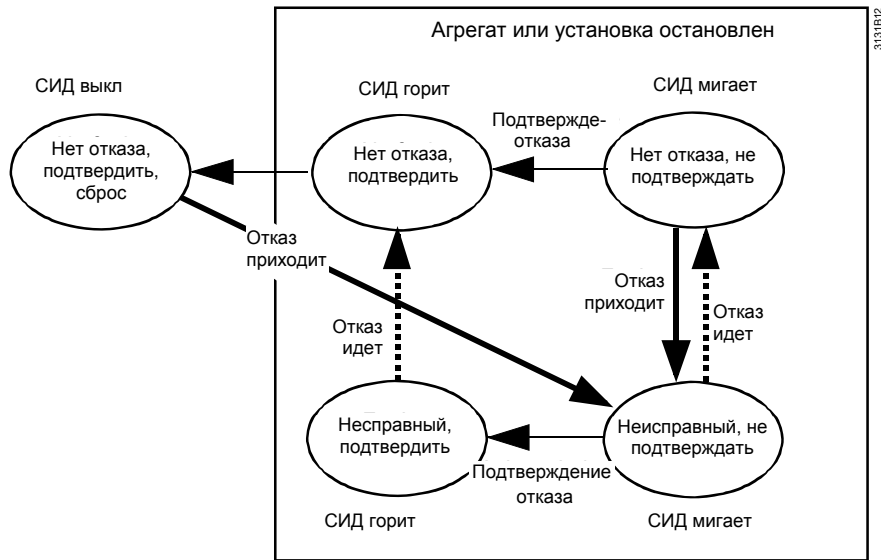 Агрегат или установка остановлен
3131B12
СИД выкл
СИД горит
СИД мигает
Нет отказа,
подтвердить,
сброс
Нет отказа,
подтвердить
Подтвержде-
отказа
Нет отказа, не
подтверждать
Отказ
приходит
Отказ
идет
Отказ
приходит
Отказ
идет
Несправный,
подтвердить
Подтверждение
отказа
Неисправный, не
подтверждать
СИД горит
СИД мигает